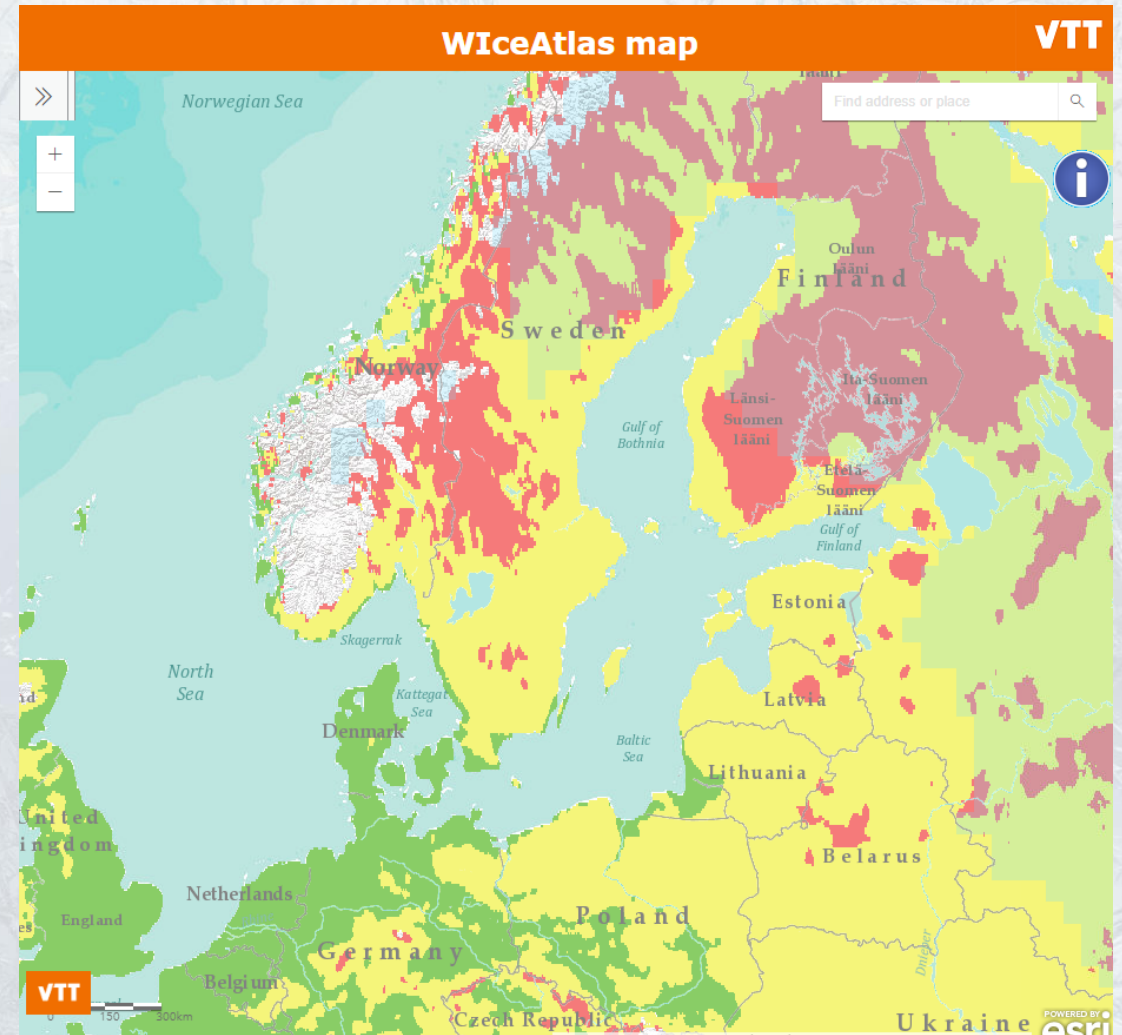 WIceAtlas map
VTT
Norwegian Sea
Find address or place
Oulun
lääni
Finland
Sweden
Norway
Itä-Suomen
lääni
Länsi-
Suomen
lääni
Gulf of
Bothnia
Etelä-
Suomen
lääni
Gulf of
Finland
Estonia
Skagerrak
North
Sea
Kattegat
Sea
Latvia
Denmark
Baltic
Sea
Lithuania
United
ingdom
Belarus
Netherlands
England
Poland
Germany
Dnieper
Belgium
VTT
0 150 300km
Czech Republic
Ukraine
POWERED BY
esri